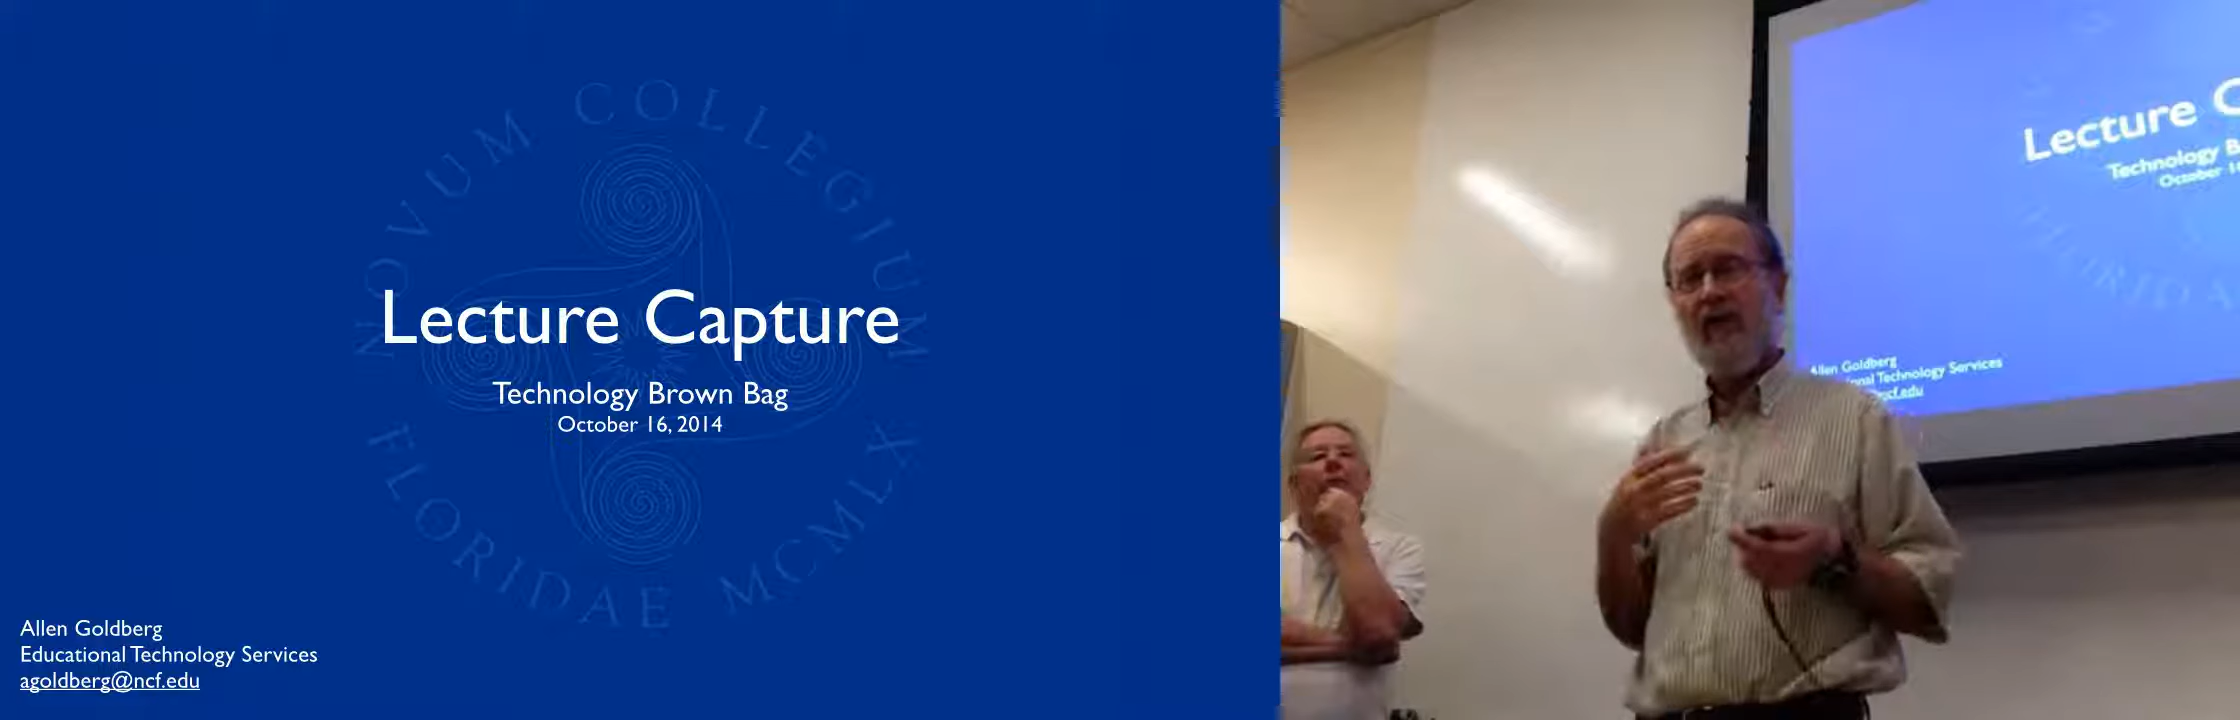 NOVUM COLLEGIUM
FLORIDAE MCMLX
Lecture Capture
Technology Brown Bag
October 16, 2014
Allen Goldberg
Educational Technology Services
agoldberg@ncf.edu
Lecture
Technology
October
Allen Goldberg
Technology Services